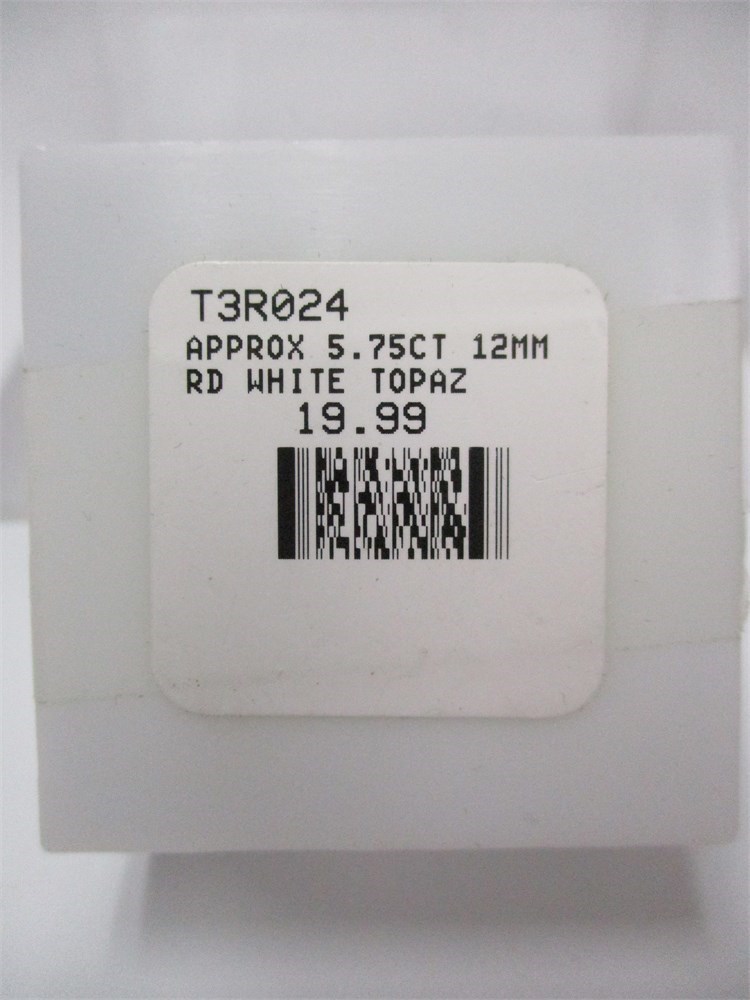 T3R024
APPROX 5.75CT 12MM
RD WHITE TOPAZ
19.99